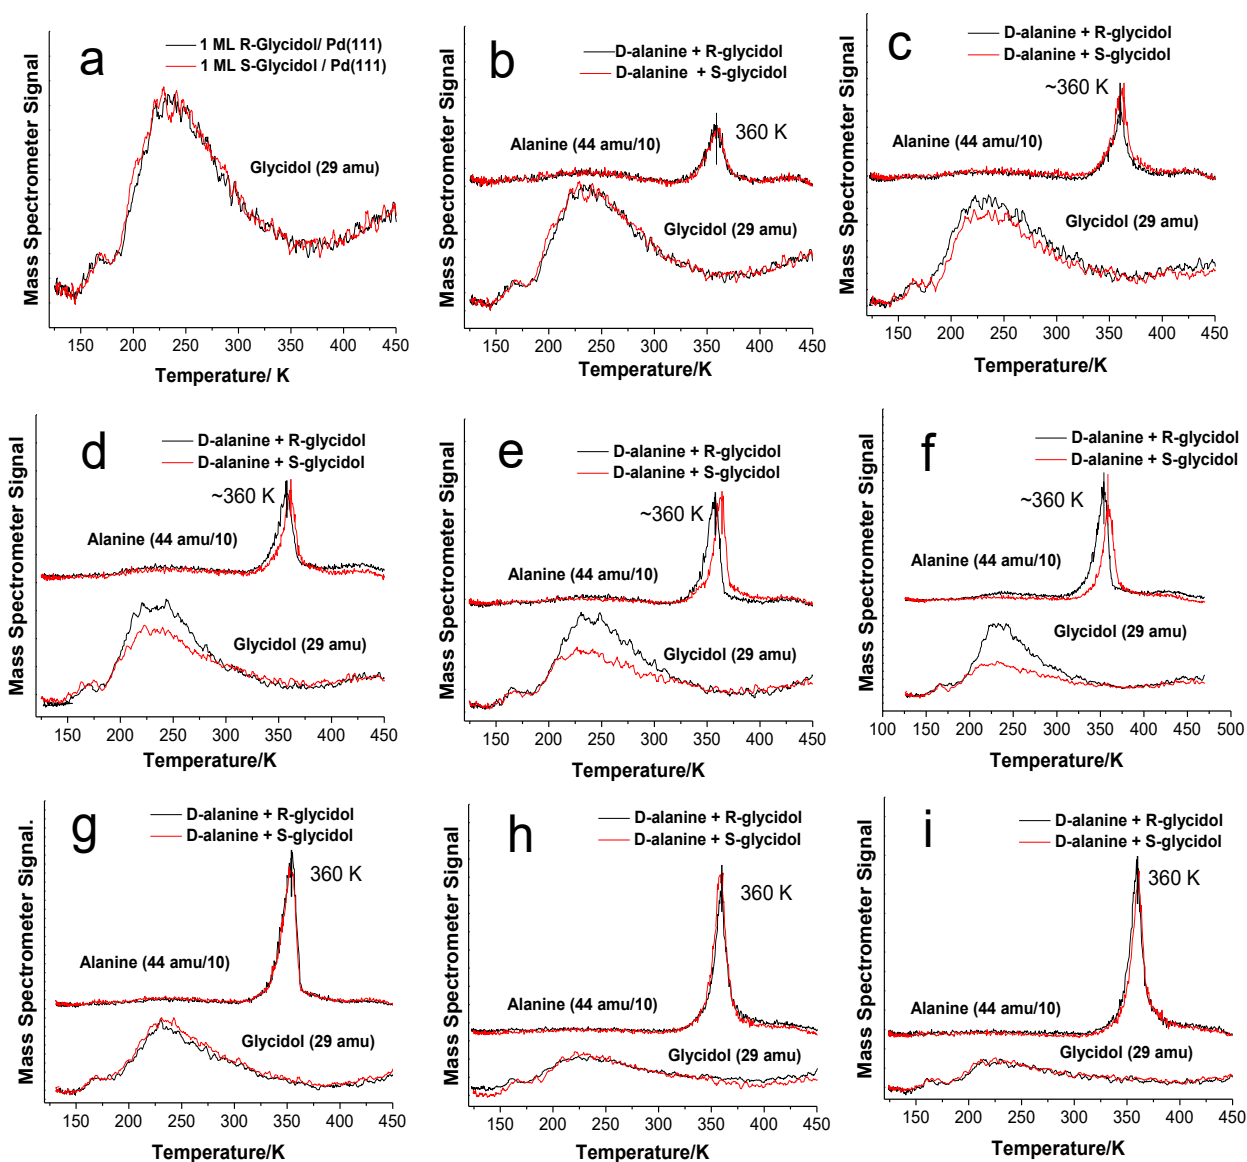 a
1 ML R-Glycidol/ Pd(111)
1 ML S-Glycidol / Pd(111)
Glycidol (29 amu)
Mass Spectrometer Signal
150 200 250 300 350 400 450
Temperature/ K
b
D-alanine + R-glycidol
D-alanine + S-glycidol
360 K
Alanine (44 amu/10)
Glycidol (29 amu)
Mass Spectrometer Signal
150 200 250 300 350 400 450
Temperature/K
c
D-alanine + R-glycidol
D-alanine + S-glycidol
~360 K
Alanine (44 amu/10)
Glycidol (29 amu)
Mass Spectrometer Signal
150 200 250 300 350 400 450
Temperature/K
d
D-alanine + R-glycidol
D-alanine + S-glycidol
~360 K
Alanine (44 amu/10)
Glycidol (29 amu)
Mass Spectrometer Signal
150 200 250 300 350 400 450
Temperature/K
e
D-alanine + R-glycidol
D-alanine + S-glycidol
~360 K
Alanine (44 amu/10)
Glycidol (29 amu)
Mass Spectrometer Signal
150 200 250 300 350 400 450
Temperature/K
f
D-alanine + R-glycidol
D-alanine + S-glycidol
~360 K
Alanine (44 amu/10)
Glycidol (29 amu)
Mass Spectrometer Signal
100 150 200 250 300 350 400 450 500
Temperature/K
g
D-alanine + R-glycidol
D-alanine + S-glycidol
360 K
Alanine (44 amu/10)
Glycidol (29 amu)
Mass Spectrometer Signal.
150 200 250 300 350 400 450
Temperature/K
h
D-alanine + R-glycidol
D-alanine + S-glycidol
360 K
Alanine (44 amu/10)
Glycidol (29 amu)
Mass Spectrometer Signal
150 200 250 300 350 400 450
Temperature/K
i
D-alanine + R-glycidol
D-alanine + S-glycidol
360 K
Alanine (44 amu/10)
Glycidol (29 amu)
Mass Spectrometer Signal
150 200 250 300 350 400 450
Temperature/K